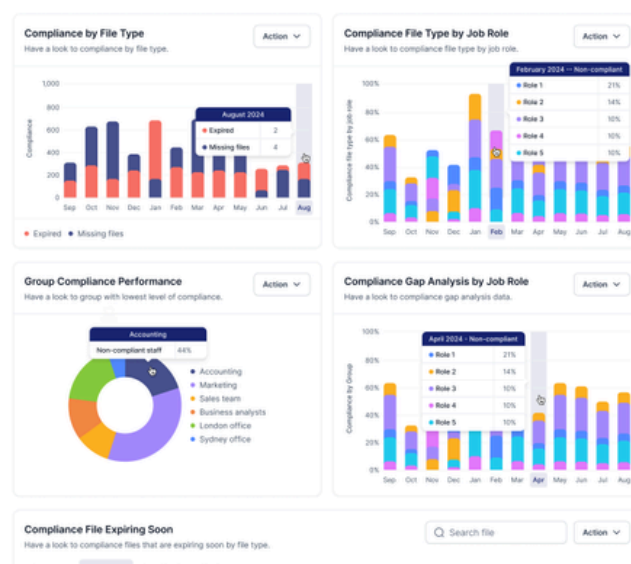 Compliance by File Type
Have a look to compliance by file type.
Action
Compliance
1,000
800
600
400
200
0
Sep Oct Nov Dec Jan Feb Mar Apr May Jun Jul Aug
August 2024
Expired 2
Missing files 4
Expired Missing files
Compliance File Type by Job Role
Have a look to compliance file type by job role.
Action
Compliance file type by job role
100%
80%
60%
40%
20%
0%
Sep Oct Nov Dec Jan Feb Mar Apr May Jun Jul Aug
February 2024 -- Non-compliant
Role 1 21%
Role 2 14%
Role 3 10%
Role 4 10%
Role 5 10%
Group Compliance Performance
Have a look to group with lowest level of compliance.
Action
Accounting
Non-compliant staff 44%
Accounting
Marketing
Sales team
Business analysts
London office
Sydney office
Compliance Gap Analysis by Job Role
Have a look to compliance gap analysis data.
Action
Compliance by Group
100%
80%
60%
40%
20%
0%
Sep Oct Nov Dec Jan Feb Mar Apr May Jun Jul Aug
April 2024 - Non-compliant
Role 1 21%
Role 2 14%
Role 3 10%
Role 4 10%
Role 5 10%
Compliance File Expiring Soon
Have a look to compliance files that are expiring soon by file type.
Search file
Action